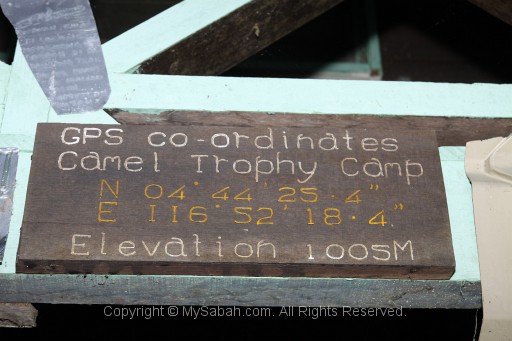 GPS co-ordinates
Camel Trophy Camp
N 04° 44' 25.4"
E 116° 52' 18.4"
Elevation 1005M
Copyright © MySabah.com. All Rights Reserved.